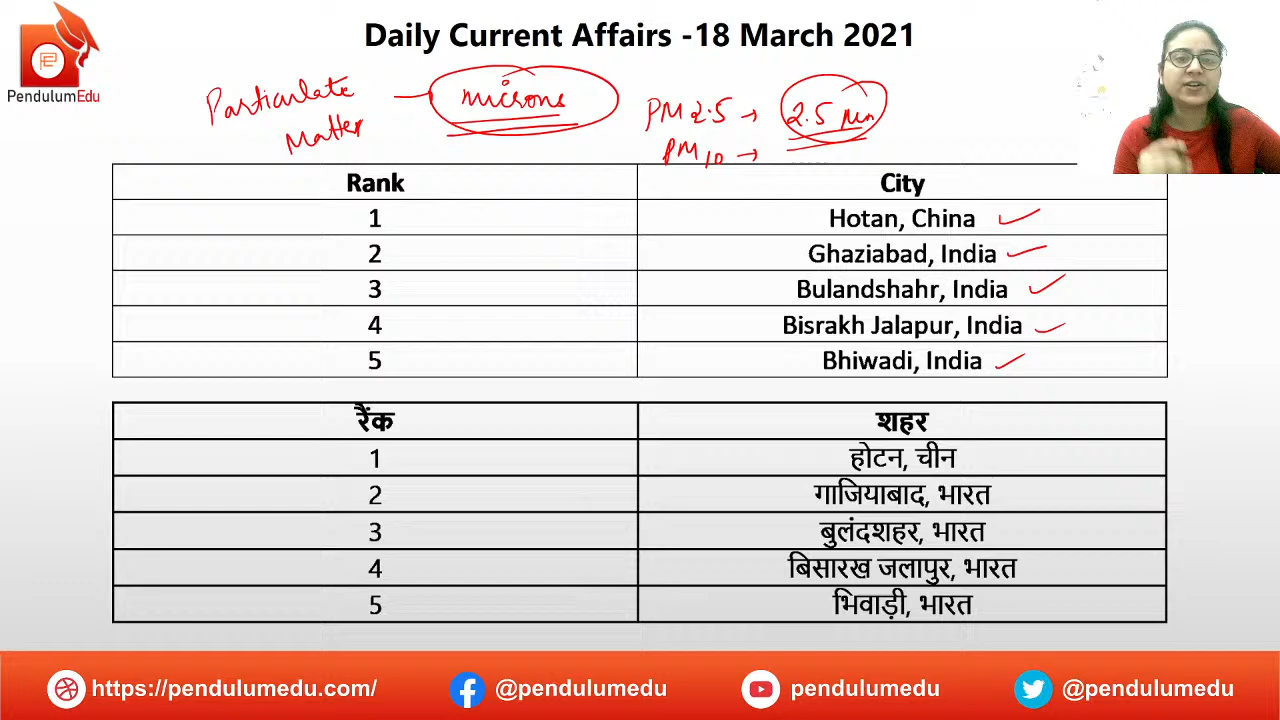 Daily Current Affairs -18 March 2021
PendulumEdu
Particulate
Matter
microns
PM2.5 → 2.5 μm
PM10 →
Rank City
1 Hotan, China
2 Ghaziabad, India
3 Bulandshahr, India
4 Bisrakh Jalapur, India
5 Bhiwadi, India
रैंक शहर
1 होटन, चीन
2 गाजियाबाद, भारत
3 बुलंदशहर, भारत
4 बिसारख जलापुर, भारत
5 भिवाड़ी, भारत
https://pendulumedu.com/ @pendulumedu pendulumedu @pendulumedu